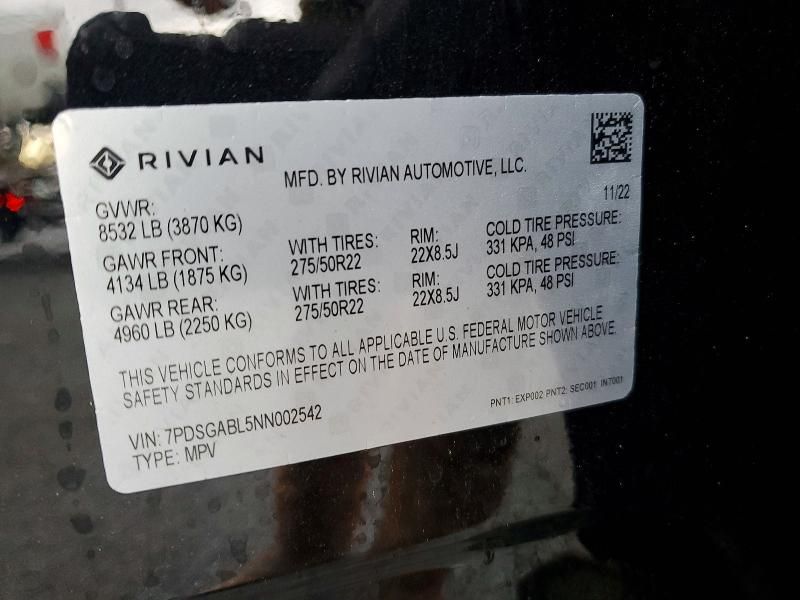 RIVIAN
MFD. BY RIVIAN AUTOMOTIVE, LLC.
11/22
GVWR:
8532 LB (3870 KG)
GAWR FRONT:
4134 LB (1875 KG)
WITH TIRES:
275/50R22
RIM:
22X8.5J
COLD TIRE PRESSURE:
331 KPA, 48 PSI
GAWR REAR:
4960 LB (2250 KG)
WITH TIRES:
275/50R22
RIM:
22X8.5J
COLD TIRE PRESSURE:
331 KPA, 48 PSI
THIS VEHICLE CONFORMS TO ALL APPLICABLE U.S. FEDERAL MOTOR VEHICLE
SAFETY STANDARDS IN EFFECT ON THE DATE OF MANUFACTURE SHOWN ABOVE.
PNT1: EXP002 PNT2: SEC001 INT001
VIN: 7PDSGABL5NN002542
TYPE: MPV